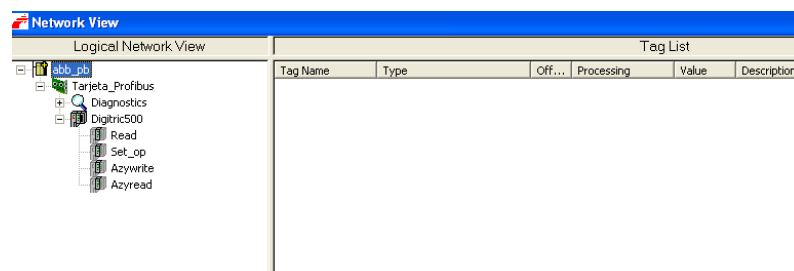 Network View
Logical Network View
Tag List
Tag Name Type Off... Processing Value Description
abb_pb
Tarjeta_Profibus
Diagnostics
Digitric500
Read
Set_op
Azywrite
Azyread